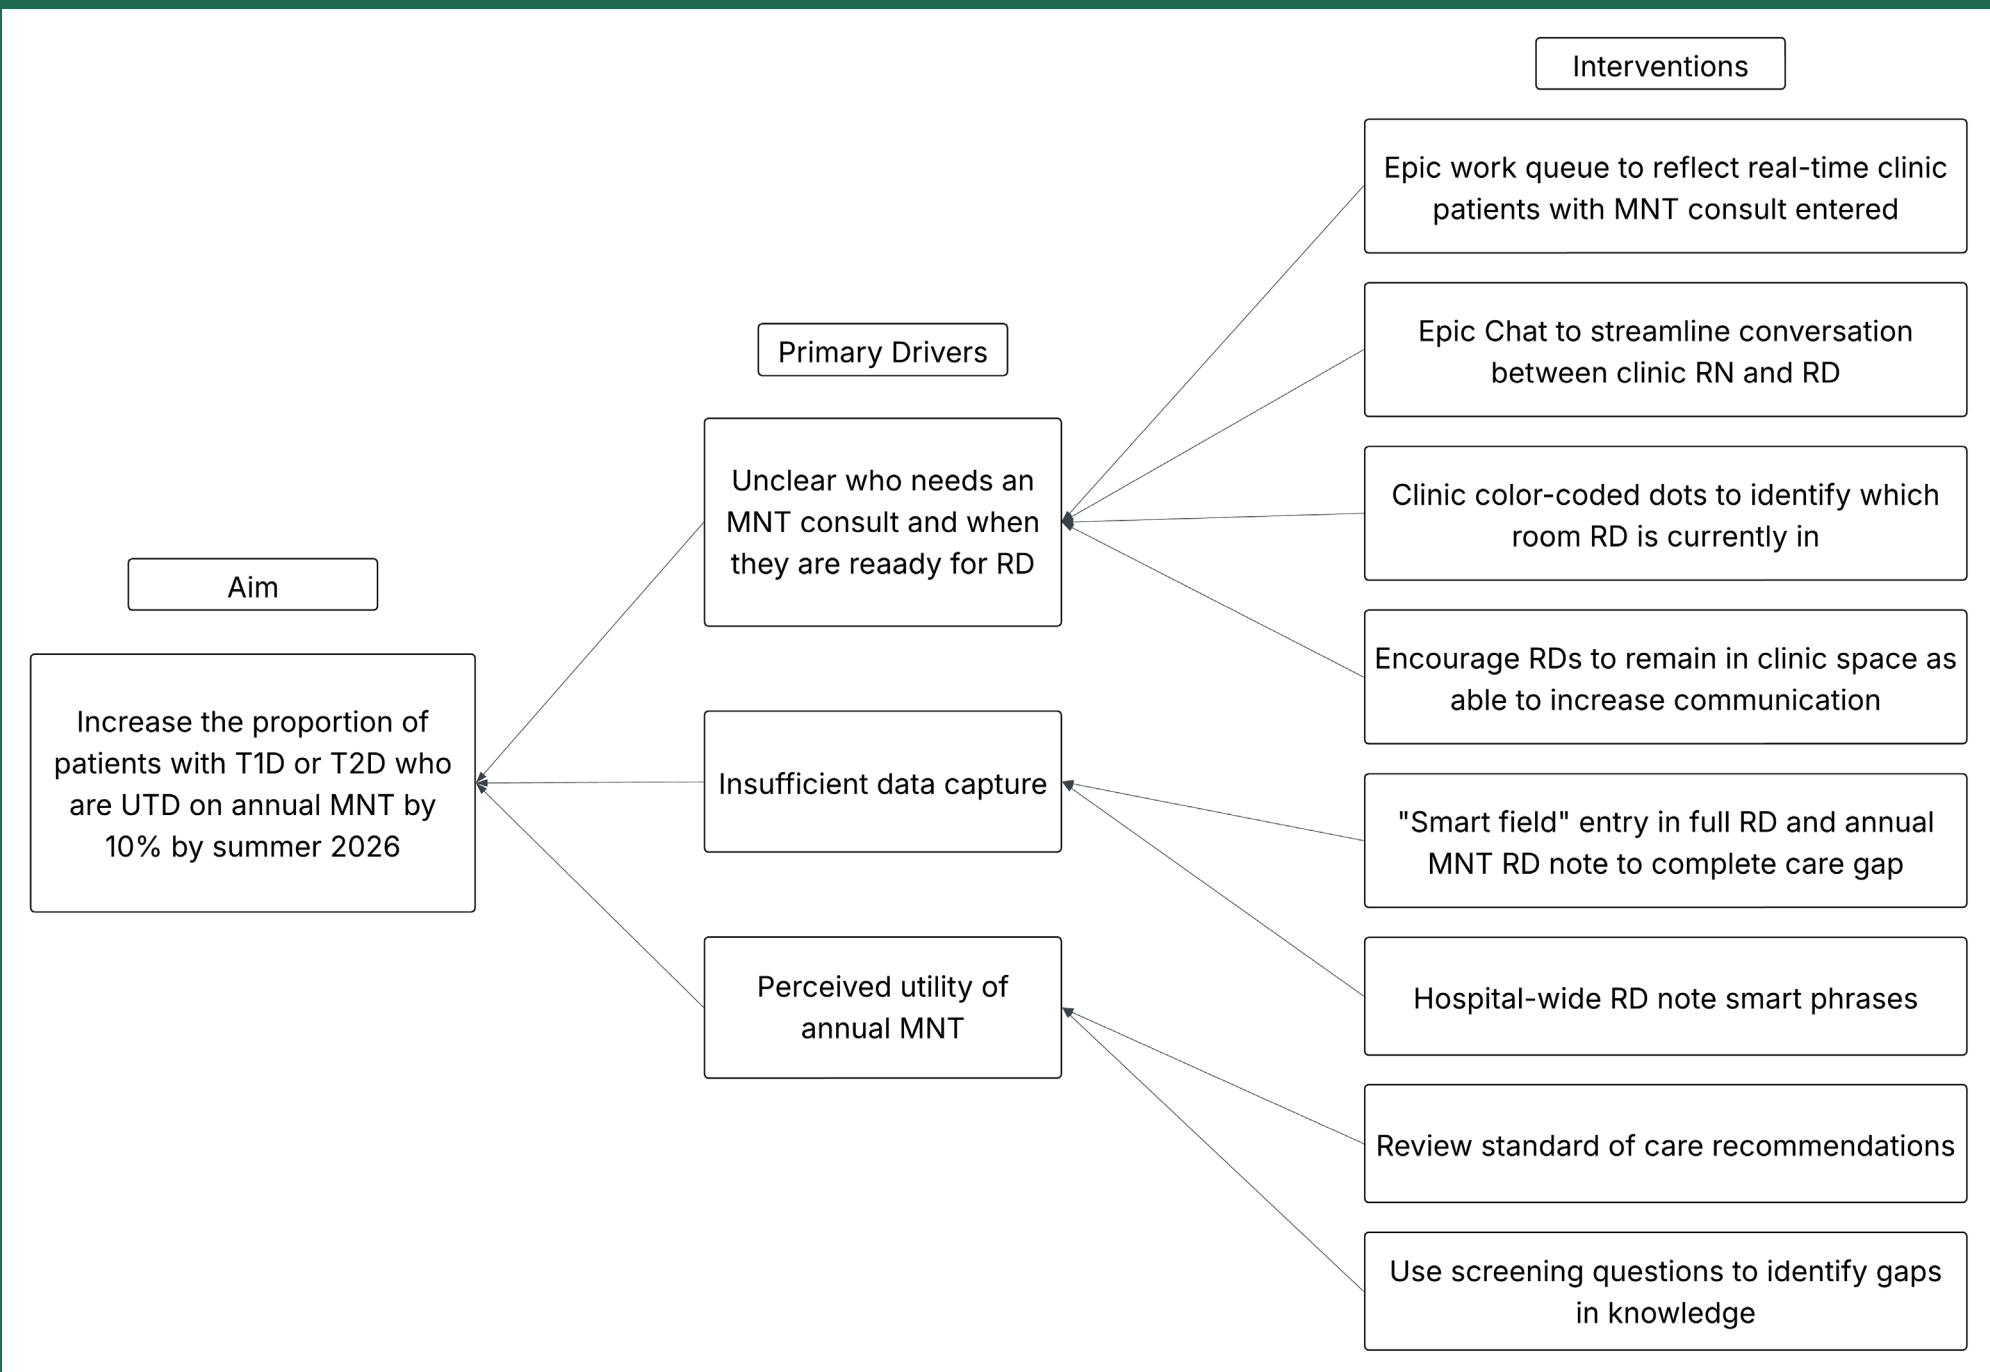 Aim
Increase the proportion of
patients with T1D or T2D who
are UTD on annual MNT by
10% by summer 2026
Primary Drivers
Unclear who needs an
MNT consult and when
they are reaady for RD
Insufficient data capture
Perceived utility of
annual MNT
Interventions
Epic work queue to reflect real-time clinic
patients with MNT consult entered
Epic Chat to streamline conversation
between clinic RN and RD
Clinic color-coded dots to identify which
room RD is currently in
Encourage RDs to remain in clinic space as
able to increase communication
"Smart field" entry in full RD and annual
MNT RD note to complete care gap
Hospital-wide RD note smart phrases
Review standard of care recommendations
Use screening questions to identify gaps
in knowledge